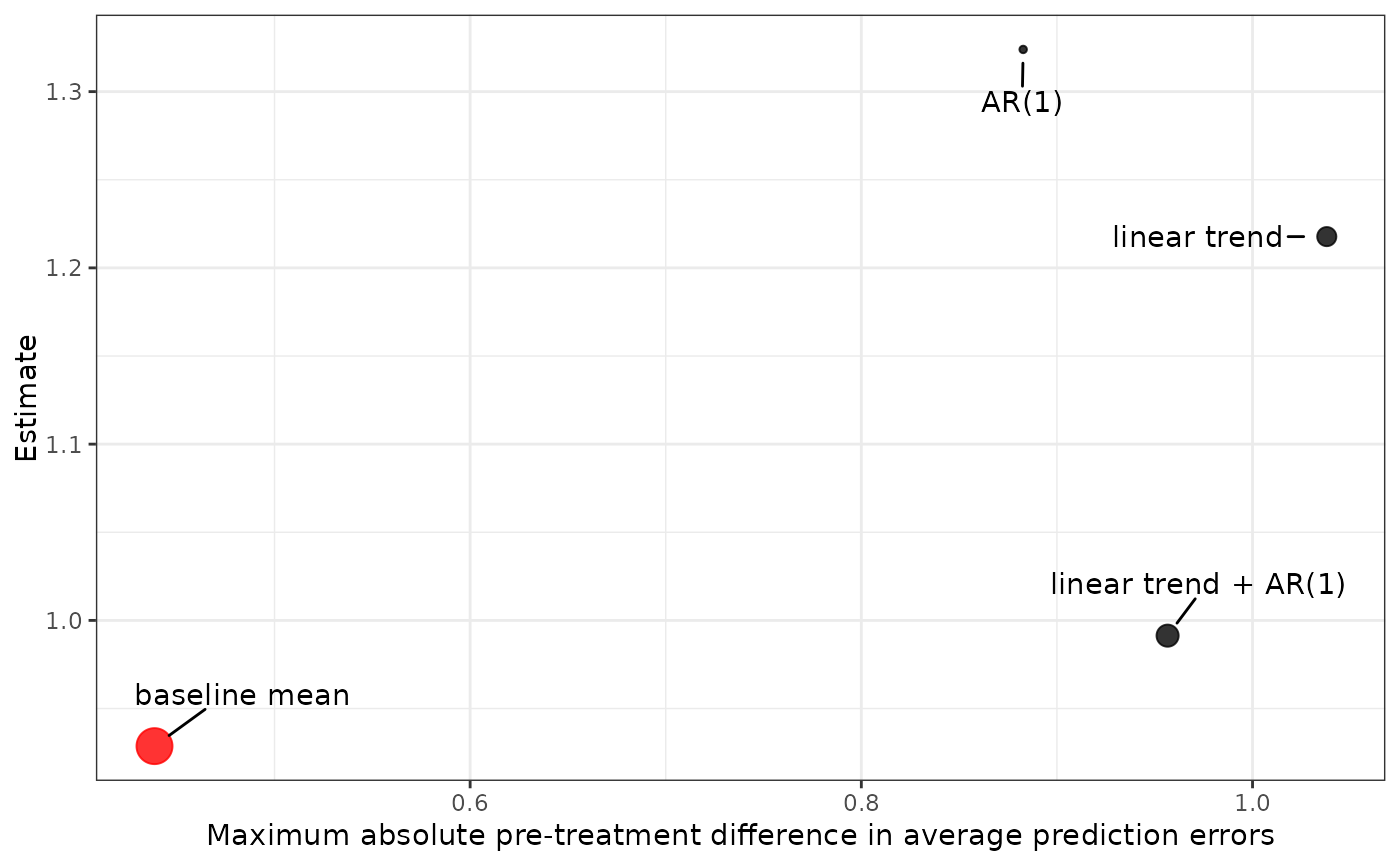 1.3
1.2
1.1
1.0
Estimate
AR(1)
linear trend
linear trend + AR(1)
baseline mean
0.6
0.8
1.0
Maximum absolute pre-treatment difference in average prediction errors